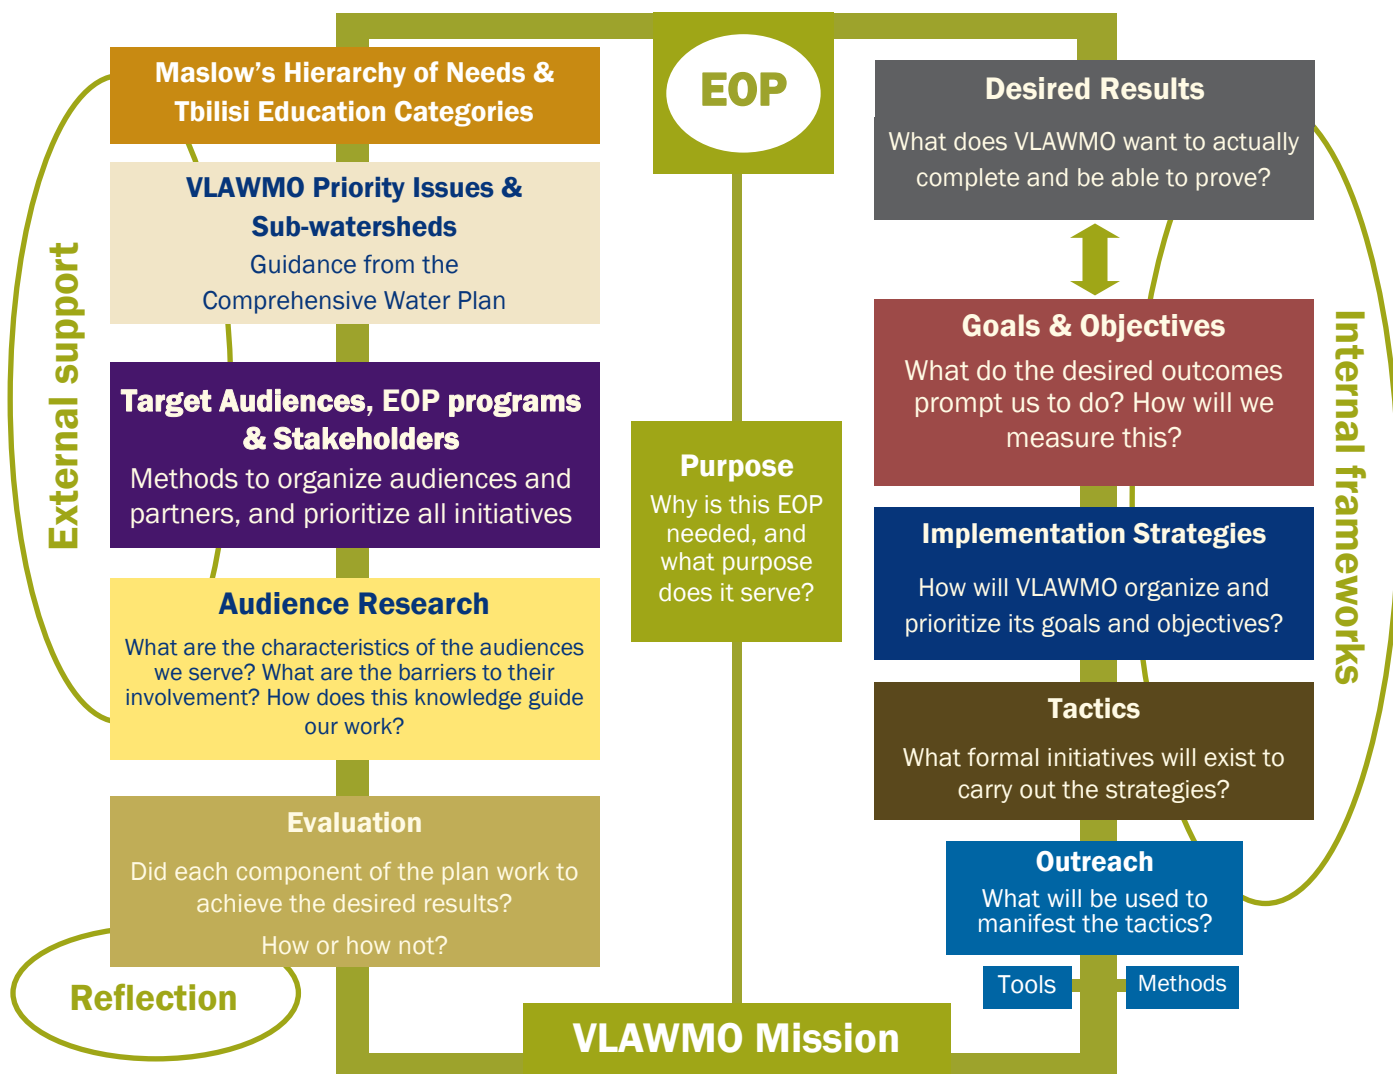 Maslow's Hierarchy of Needs &
Tbilisi Education Categories
VLAWMO Priority Issues &
Sub-watersheds
Guidance from the
Comprehensive Water Plan
Target Audiences, EOP programs
& Stakeholders
Methods to organize audiences and
partners, and prioritize all initiatives
Audience Research
What are the characteristics of the audiences
we serve? What are the barriers to their
involvement? How does this knowledge guide
our work?
Evaluation
Did each component of the plan work to
achieve the desired results?
How or how not?
External support
Reflection
EOP
Purpose
Why is this EOP
needed, and
what purpose
does it serve?
VLAWMO Mission
Desired Results
What does VLAWMO want to actually
complete and be able to prove?
Goals & Objectives
What do the desired outcomes
prompt us to do? How will we
measure this?
Implementation Strategies
How will VLAWMO organize and
prioritize its goals and objectives?
Tactics
What formal initiatives will exist to
carry out the strategies?
Outreach
What will be used to
manifest the tactics?
Tools
Methods
Internal frameworks